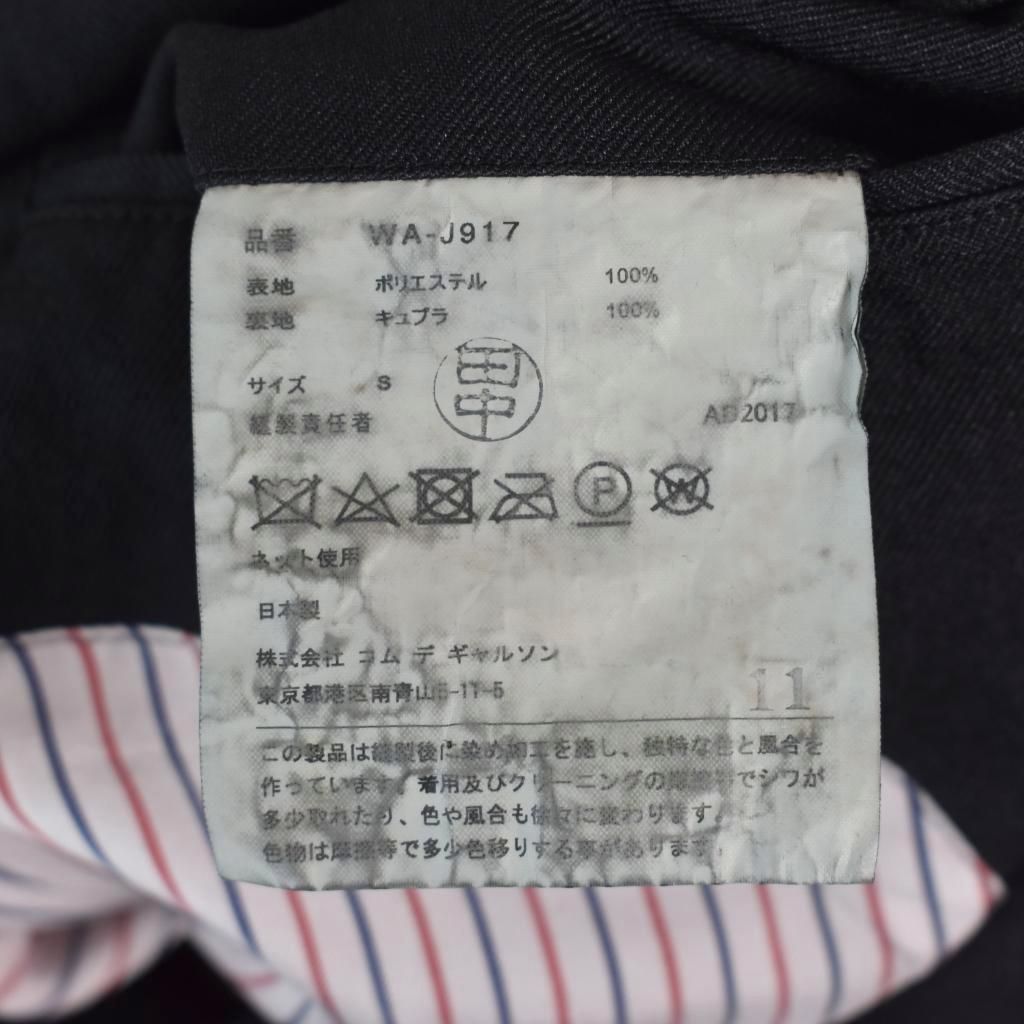 品番 WA-J917
表地 ポリエステル 100%
裏地 キュプラ 100%
田中
サイズ S
縫製責任者 AD2017
P W
ネット使用
日本製
株式会社 コム デ ギャルソン
東京都港区南青山5-11-5
11
この製品は縫製後に染め加工を施し、独特な色と風合を
作っています。着用及びクリーニングの摩擦等でシワが
多少取れたり、色や風合も徐々に変わります。
色物は摩擦等で多少色移りする事があります。